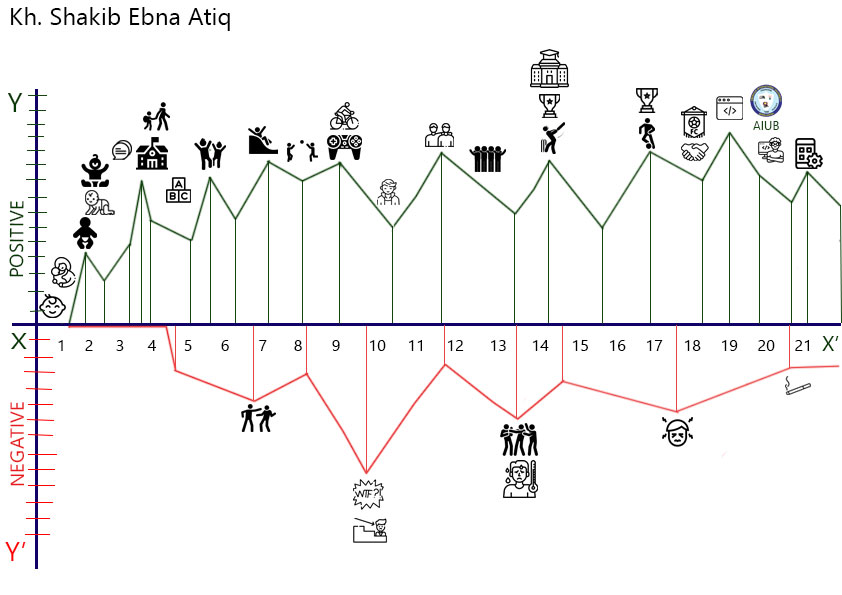 Kh. Shakib Ebna Atiq
Y
AIUB
FC
A
B C
POSITIVE
X 1 2 3 4 5 6 7 8 9 10 11 12 13 14 15 16 17 18 19 20 21 X'
NEGATIVE
WTF?!
Y'